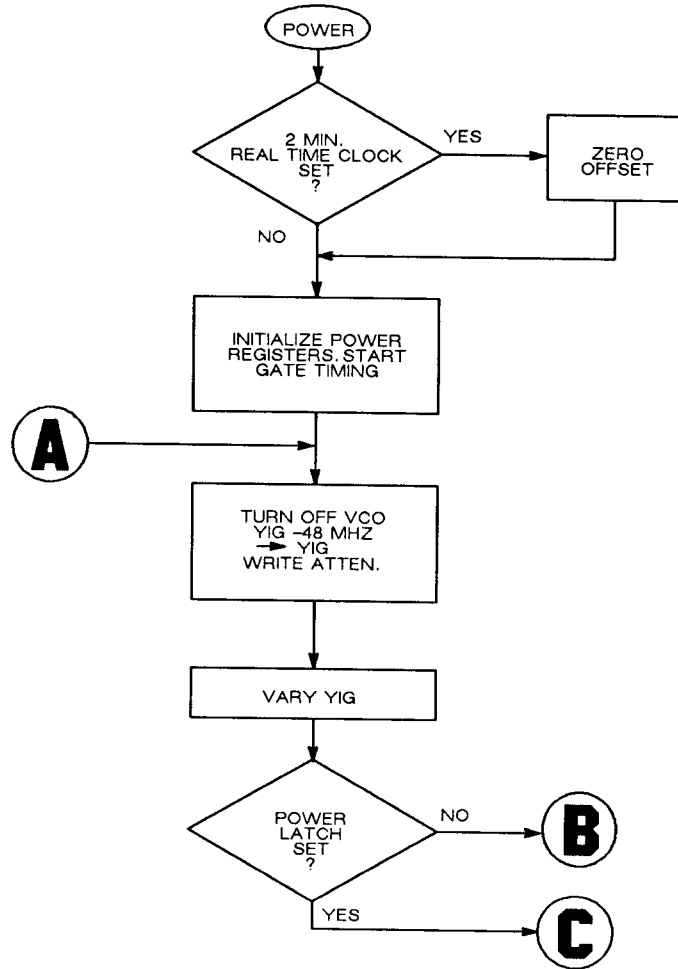 POWER
2 MIN.
REAL TIME CLOCK
SET
?
YES
ZERO
OFFSET
NO
INITIALIZE POWER
REGISTERS. START
GATE TIMING
A
TURN OFF VCO
YIG -48 MHZ
→ YIG
WRITE ATTEN.
VARY YIG
POWER
LATCH
SET
?
NO
B
YES
C